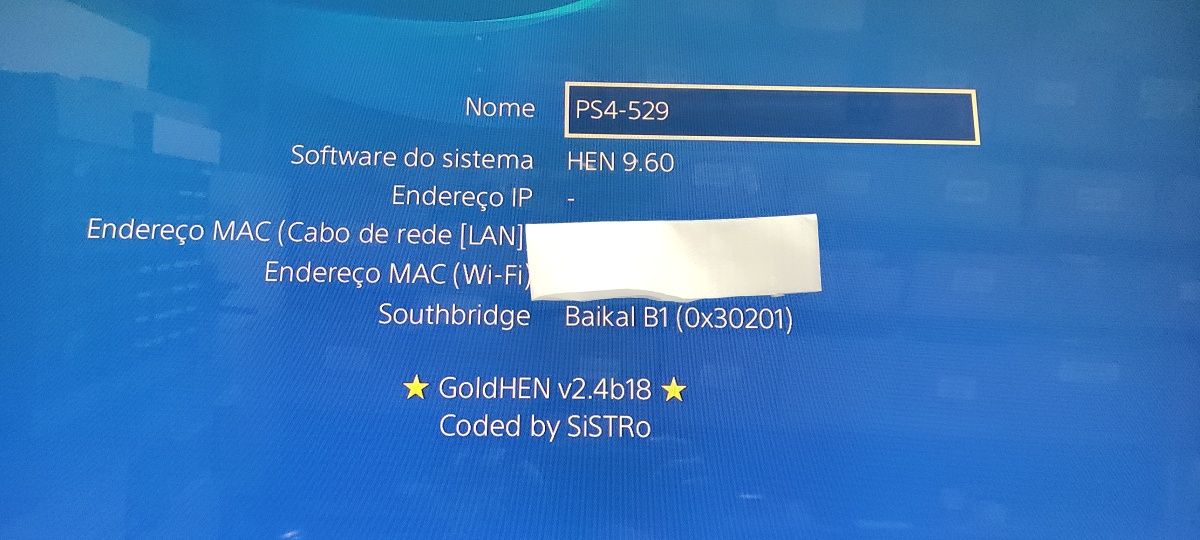 Nome PS4-529
Software do sistema HEN 9.60
Endereço IP -
Endereço MAC (Cabo de rede [LAN]
Endereço MAC (Wi-Fi)
Southbridge Baikal B1 (0x30201)
★ GoldHEN v2.4b18 ★
Coded by SiSTRo